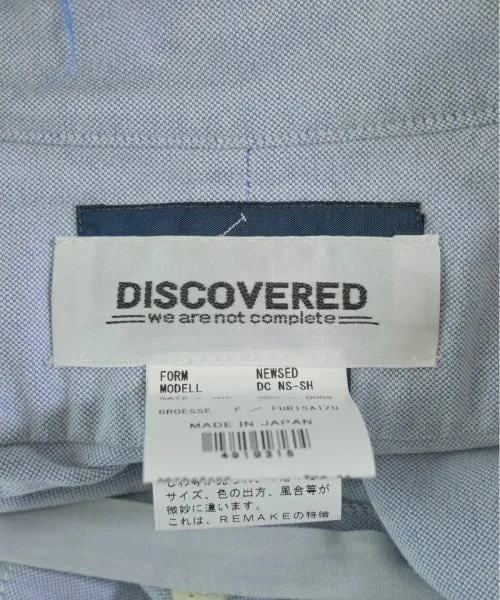 DISCOVERED
we are not complete
FORM NEWSED
MODELL DC NS-SH
GROESSE F / FURISAIZU
MADE IN JAPAN
4919315
サイズ、色の出方、風合等が
微妙に違います。
これは、REMAKEの特徴